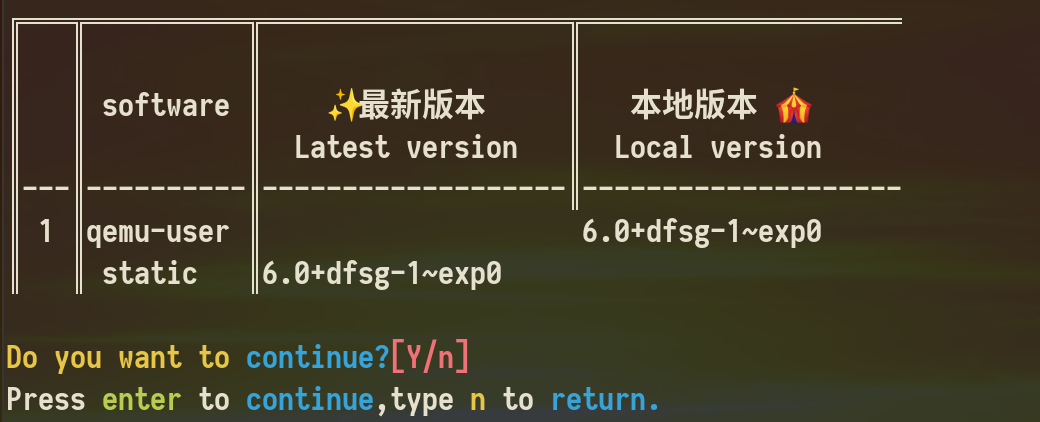 software ✨最新版本 本地版本 🎪
Latest version Local version
--- ---------- ------------------- --------------------
1 qemu-user 6.0+dfsg-1~exp0
static 6.0+dfsg-1~exp0
Do you want to continue?[Y/n]
Press enter to continue,type n to return.